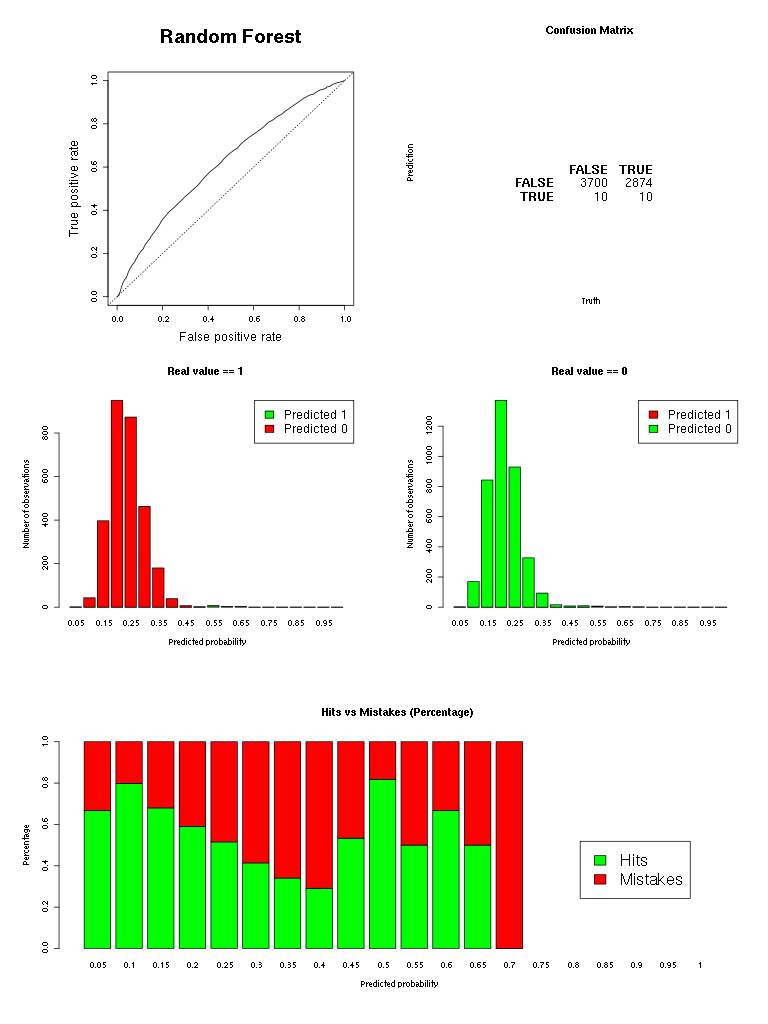 Random Forest
True positive rate
0.0 0.2 0.4 0.6 0.8 1.0
0.0 0.2 0.4 0.6 0.8 1.0
False positive rate
Confusion Matrix
Prediction
FALSE TRUE
FALSE 3700 2874
TRUE 10 10
Truth
Real value == 1
Number of observations
0 200 400 600 800
Predicted 1
Predicted 0
0.05 0.15 0.25 0.35 0.45 0.55 0.65 0.75 0.85 0.95
Predicted probability
Real value == 0
Number of observations
0 200 400 600 800 1000 1200
Predicted 1
Predicted 0
0.05 0.15 0.25 0.35 0.45 0.55 0.65 0.75 0.85 0.95
Predicted probability
Hits vs Mistakes (Percentage)
Percentage
0.0 0.2 0.4 0.6 0.8 1.0
Hits
Mistakes
0.05 0.1 0.15 0.2 0.25 0.3 0.35 0.4 0.45 0.5 0.55 0.6 0.65 0.7 0.75 0.8 0.85 0.9 0.95 1
Predicted probability